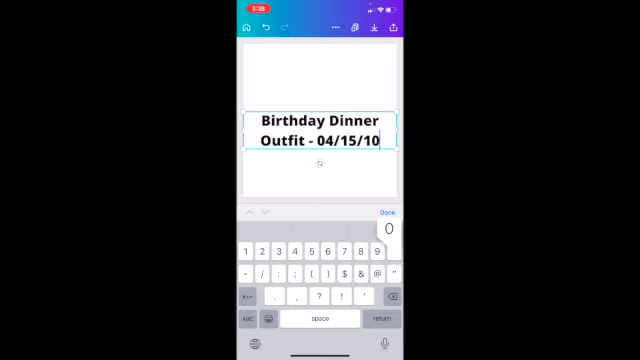 3:38
Birthday Dinner
Outfit - 04/15/10
Done
0
1 2 3 4 5 6 7 8 9
- / : ; ( ) $ & @ "
#+= . , ? ! '
ABC space return